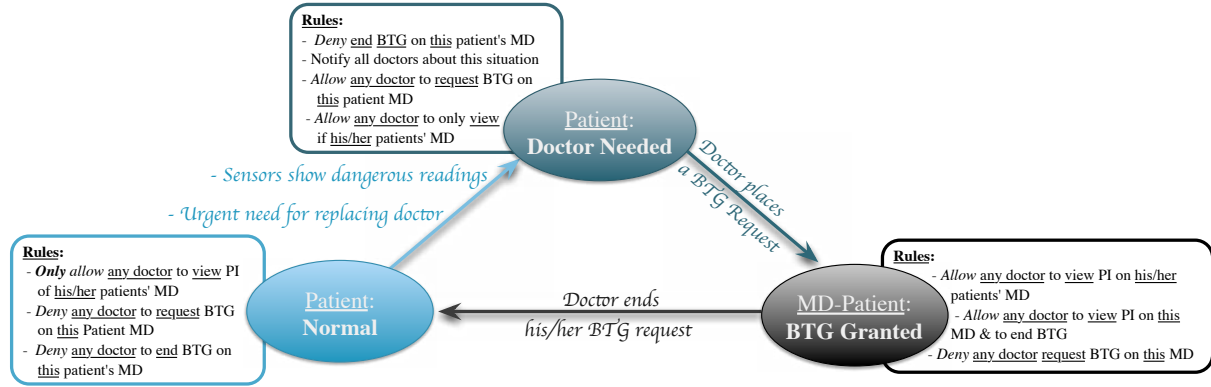 Rules:
- Deny end BTG on this patient's MD
- Notify all doctors about this situation
- Allow any doctor to request BTG on
this patient MD
- Allow any doctor to only view
if his/her patients' MD
Patient:
Doctor Needed
- Sensors show dangerous readings
- Urgent need for replacing doctor
Doctor places
a BTG Request
Rules:
- Only allow any doctor to view PI
of his/her patients' MD
- Deny any doctor to request BTG
on this Patient MD
- Deny any doctor to end BTG on
this patient's MD
Patient:
Normal
Doctor ends
his/her BTG request
MD-Patient:
BTG Granted
Rules:
- Allow any doctor to view PI on his/her
patients' MD
- Allow any doctor to view PI on this
MD & to end BTG
- Deny any doctor request BTG on this MD